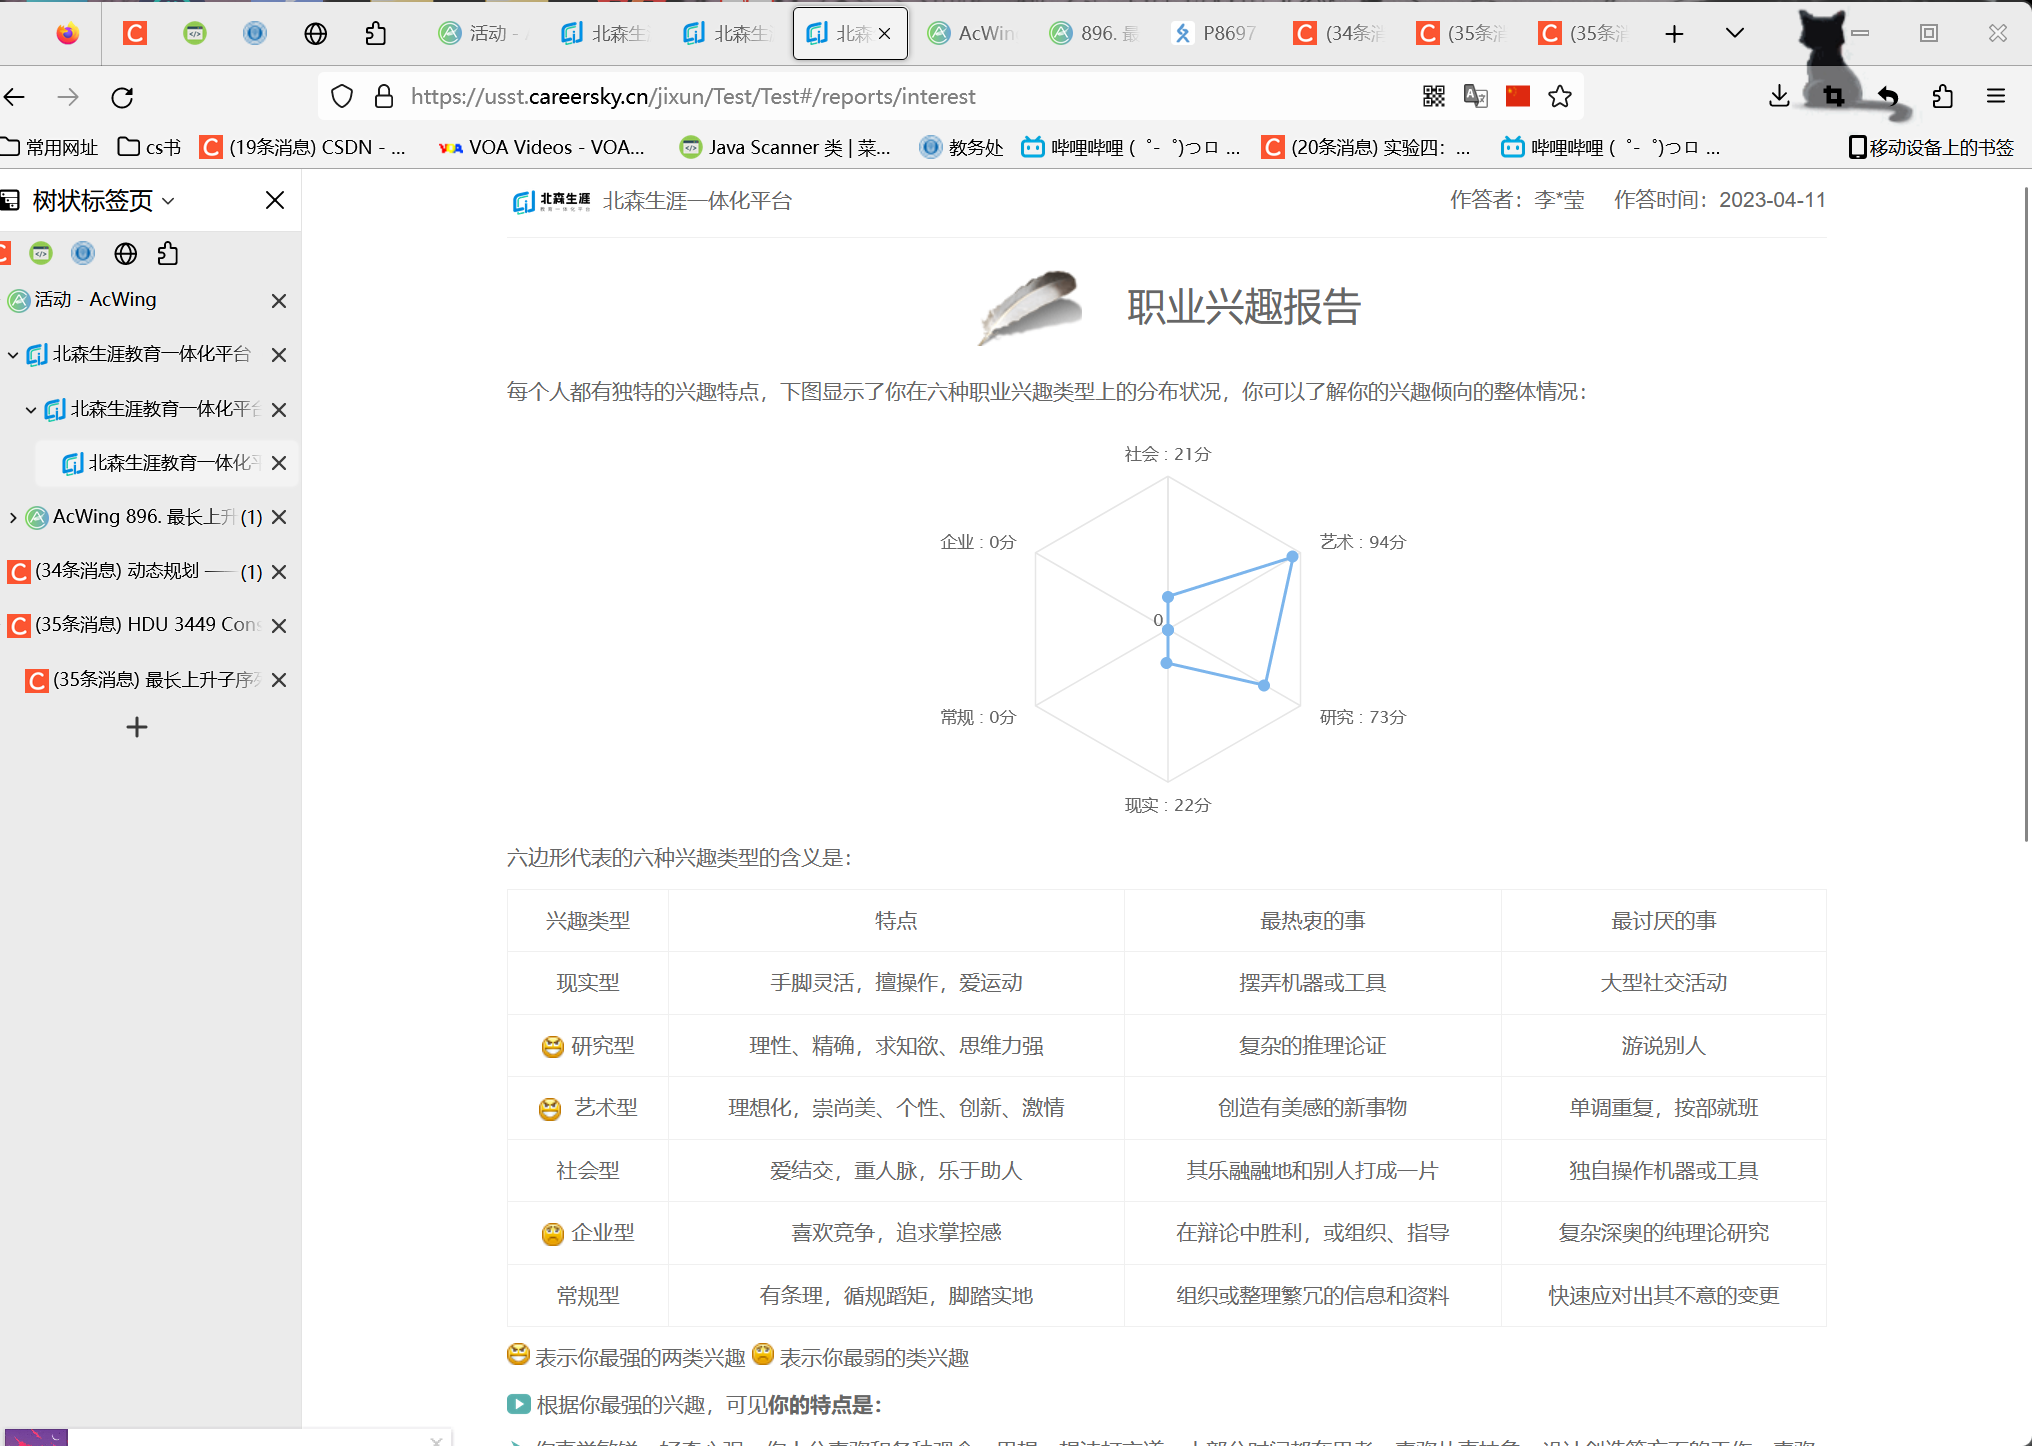 活动 -
北森生
北森生
北森
AcWin
896. 最
P8697
(34条消
(35条消
(35条消
https://usst.careersky.cn/jixun/Test/Test#/reports/interest
常用网址
cs书
(19条消息) CSDN - ...
VOA Videos - VOA...
Java Scanner 类 | 菜...
教务处
哔哩哔哩 ( ゜- ゜)つロ ...
(20条消息) 实验四: ...
哔哩哔哩 ( ゜- ゜)つロ ...
移动设备上的书签
树状标签页
活动 - AcWing
北森生涯教育一体化平台
北森生涯教育一体化平台
北森生涯教育一体化平
AcWing 896. 最长上升 (1)
(34条消息) 动态规划 —— (1)
(35条消息) HDU 3449 Cons
(35条消息) 最长上升子序列
北森生涯 北森生涯一体化平台
作答者：李*莹 作答时间：2023-04-11
职业兴趣报告
每个人都有独特的兴趣特点，下图显示了你在六种职业兴趣类型上的分布状况，你可以了解你的兴趣倾向的整体情况：
社会 : 21分
企业 : 0分
艺术 : 94分
0
常规 : 0分
研究 : 73分
现实 : 22分
六边形代表的六种兴趣类型的含义是：
兴趣类型 特点 最热衷的事 最讨厌的事
现实型 手脚灵活，擅操作，爱运动 摆弄机器或工具 大型社交活动
研究型 理性、精确，求知欲、思维力强 复杂的推理论证 游说别人
艺术型 理想化，崇尚美、个性、创新、激情 创造有美感的新事物 单调重复，按部就班
社会型 爱结交，重人脉，乐于助人 其乐融融地和别人打成一片 独自操作机器或工具
企业型 喜欢竞争，追求掌控感 在辩论中胜利，或组织、指导 复杂深奥的纯理论研究
常规型 有条理，循规蹈矩，脚踏实地 组织或整理繁冗的信息和资料 快速应对出其不意的变更
表示你最强的两类兴趣 表示你最弱的类兴趣
根据你最强的兴趣，可见你的特点是：